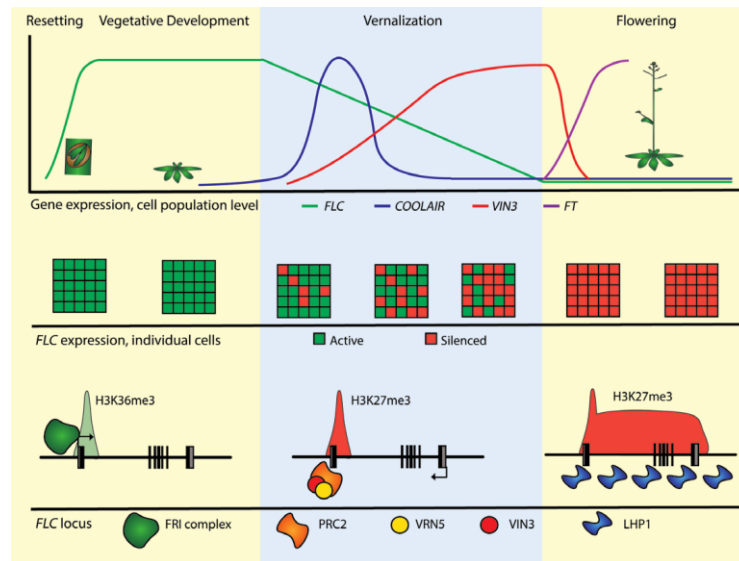 Resetting Vegetative Development Vernalization Flowering
Gene expression, cell population level FLC COOLAIR VIN3 FT
FLC expression, individual cells Active Silenced
H3K36me3 H3K27me3 H3K27me3
FLC locus FRI complex PRC2 VRN5 VIN3 LHP1